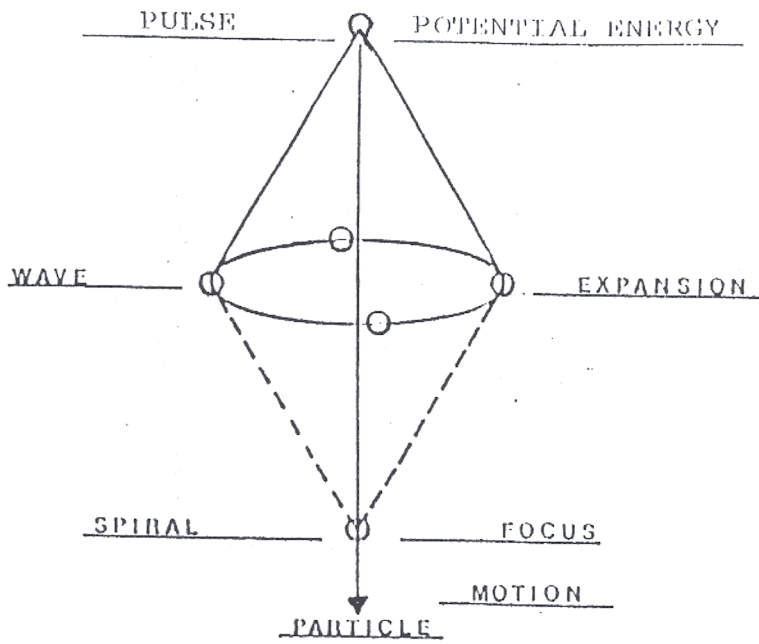 PULSE POTENTIAL ENERGY
WAVE EXPANSION
SPIRAL FOCUS
MOTION
PARTICLE